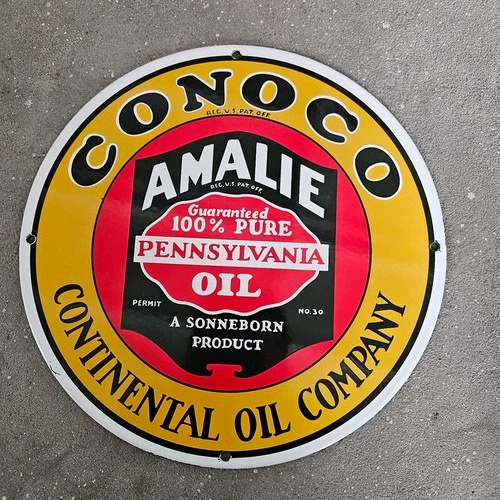 CONOCO
REG. U.S. PAT. OFF.
AMALIE
REG. U.S. PAT. OFF.
Guaranteed
100% PURE
PENNSYLVANIA
OIL
PERMIT NO. 30
A SONNEBORN
PRODUCT
CONTINENTAL OIL COMPANY